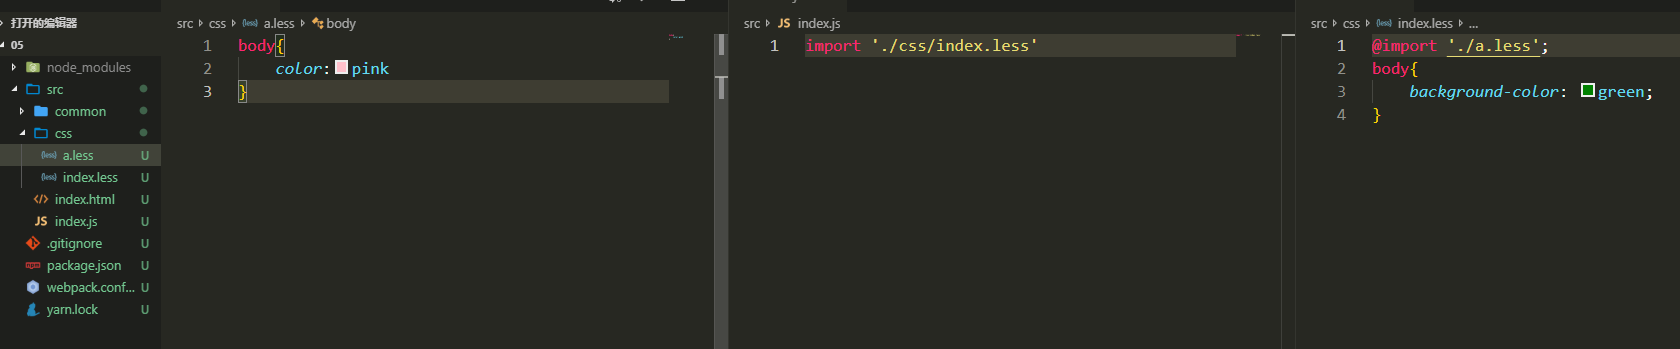 打开的编辑器
05
node_modules
src
common
css
a.less U
index.less U
index.html U
JS index.js U
.gitignore U
package.json U
webpack.conf... U
yarn.lock U
src css {less} a.less body
1 body{
2 color: pink
3 }
src JS index.js
1 import './css/index.less'
src css {less} index.less ...
1 @import './a.less';
2 body{
3 background-color: green;
4 }